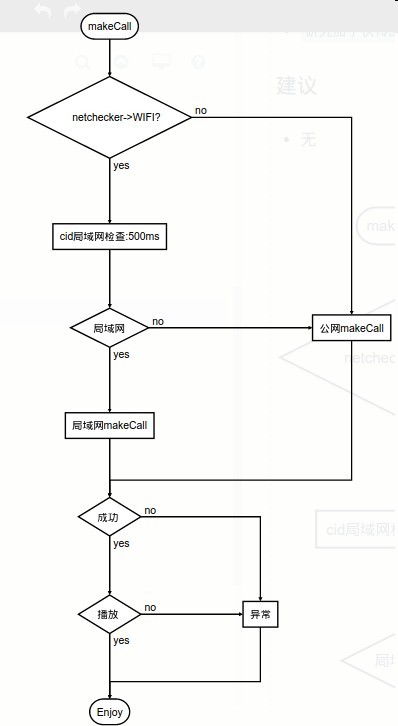 makeCall
netchecker->WIFI?
no
yes
cid局域网检查:500ms
局域网
no
公网makeCall
yes
局域网makeCall
成功
no
yes
播放
no
异常
yes
Enjoy
建议
无
mak
netchec
cid局域网
局域